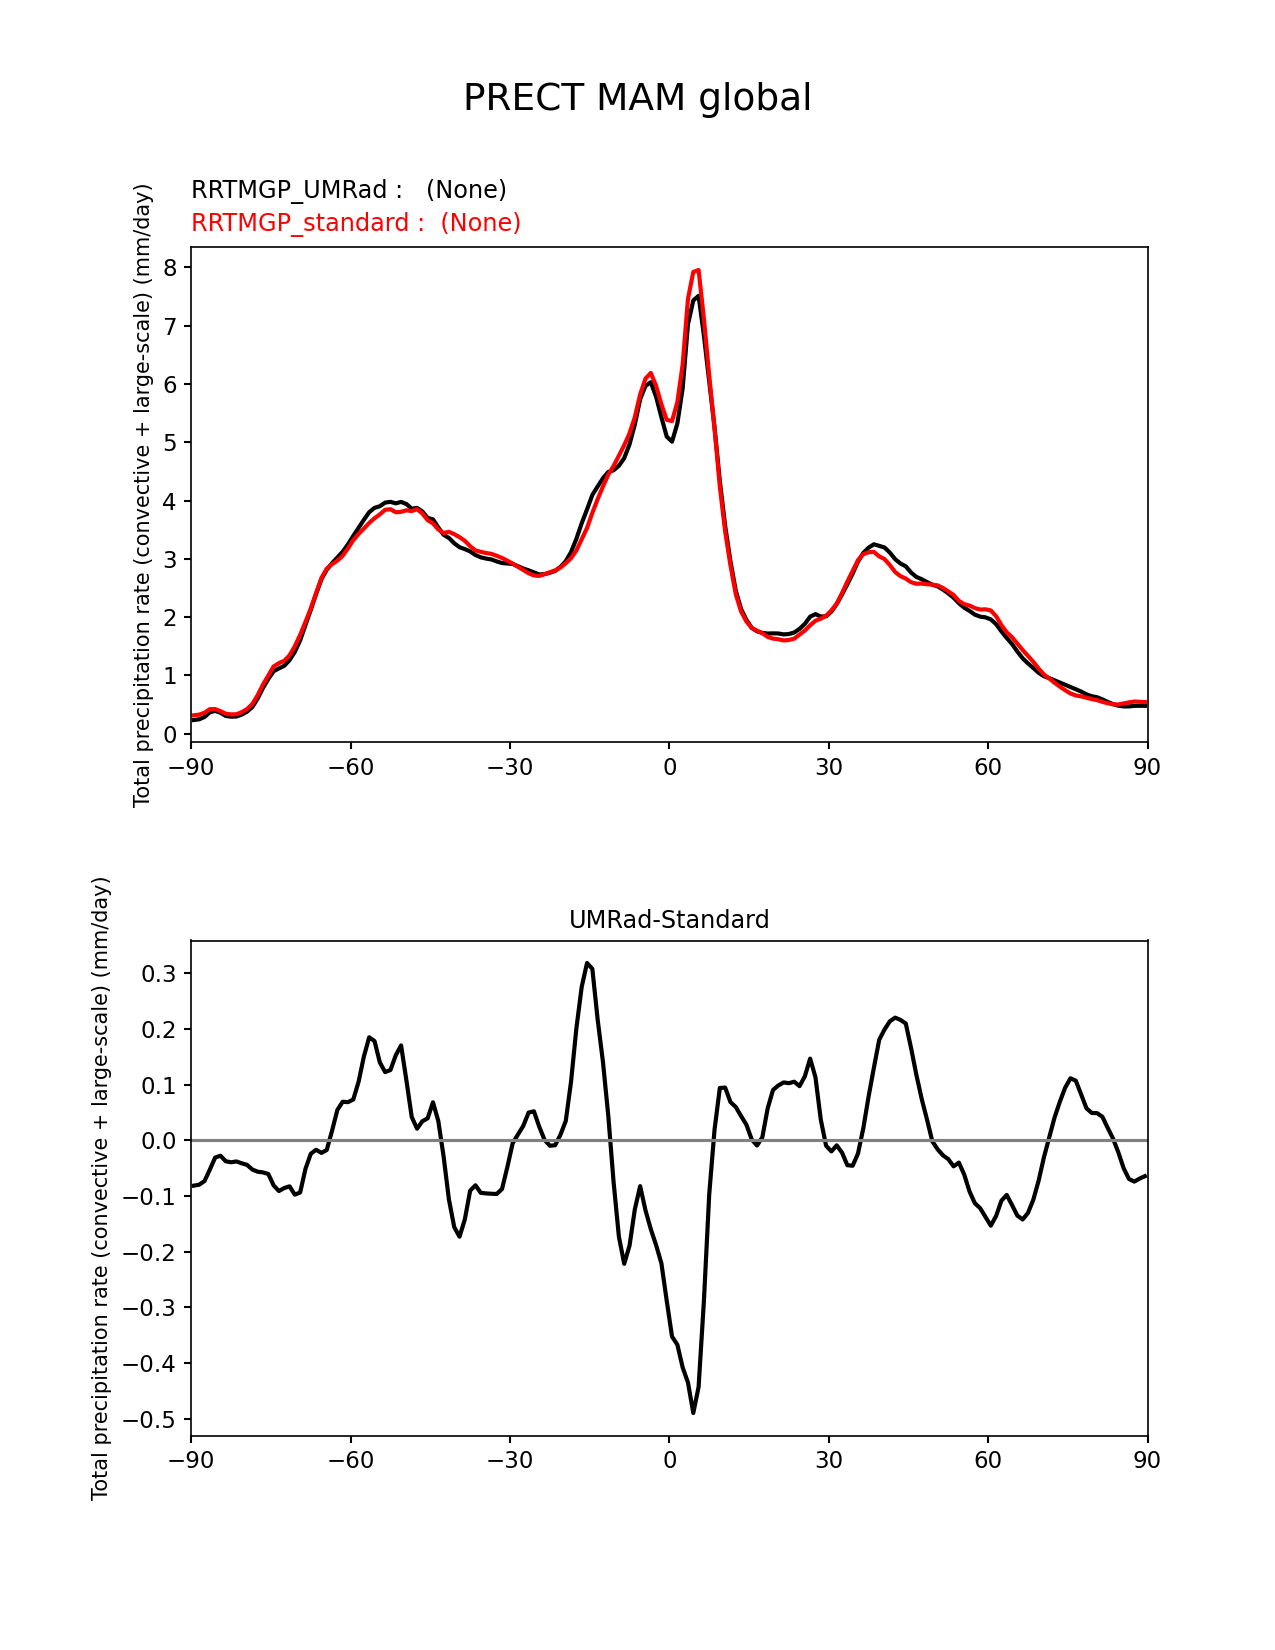 PRECT MAM global
RRTMGP_UMRad :   (None)
RRTMGP_standard :  (None)
Total precipitation rate (convective + large-scale) (mm/day)
8
7
6
5
4
3
2
1
0
−90 −60 −30 0 30 60 90
UMRad-Standard
Total precipitation rate (convective + large-scale) (mm/day)
0.3
0.2
0.1
0.0
−0.1
−0.2
−0.3
−0.4
−0.5
−90 −60 −30 0 30 60 90